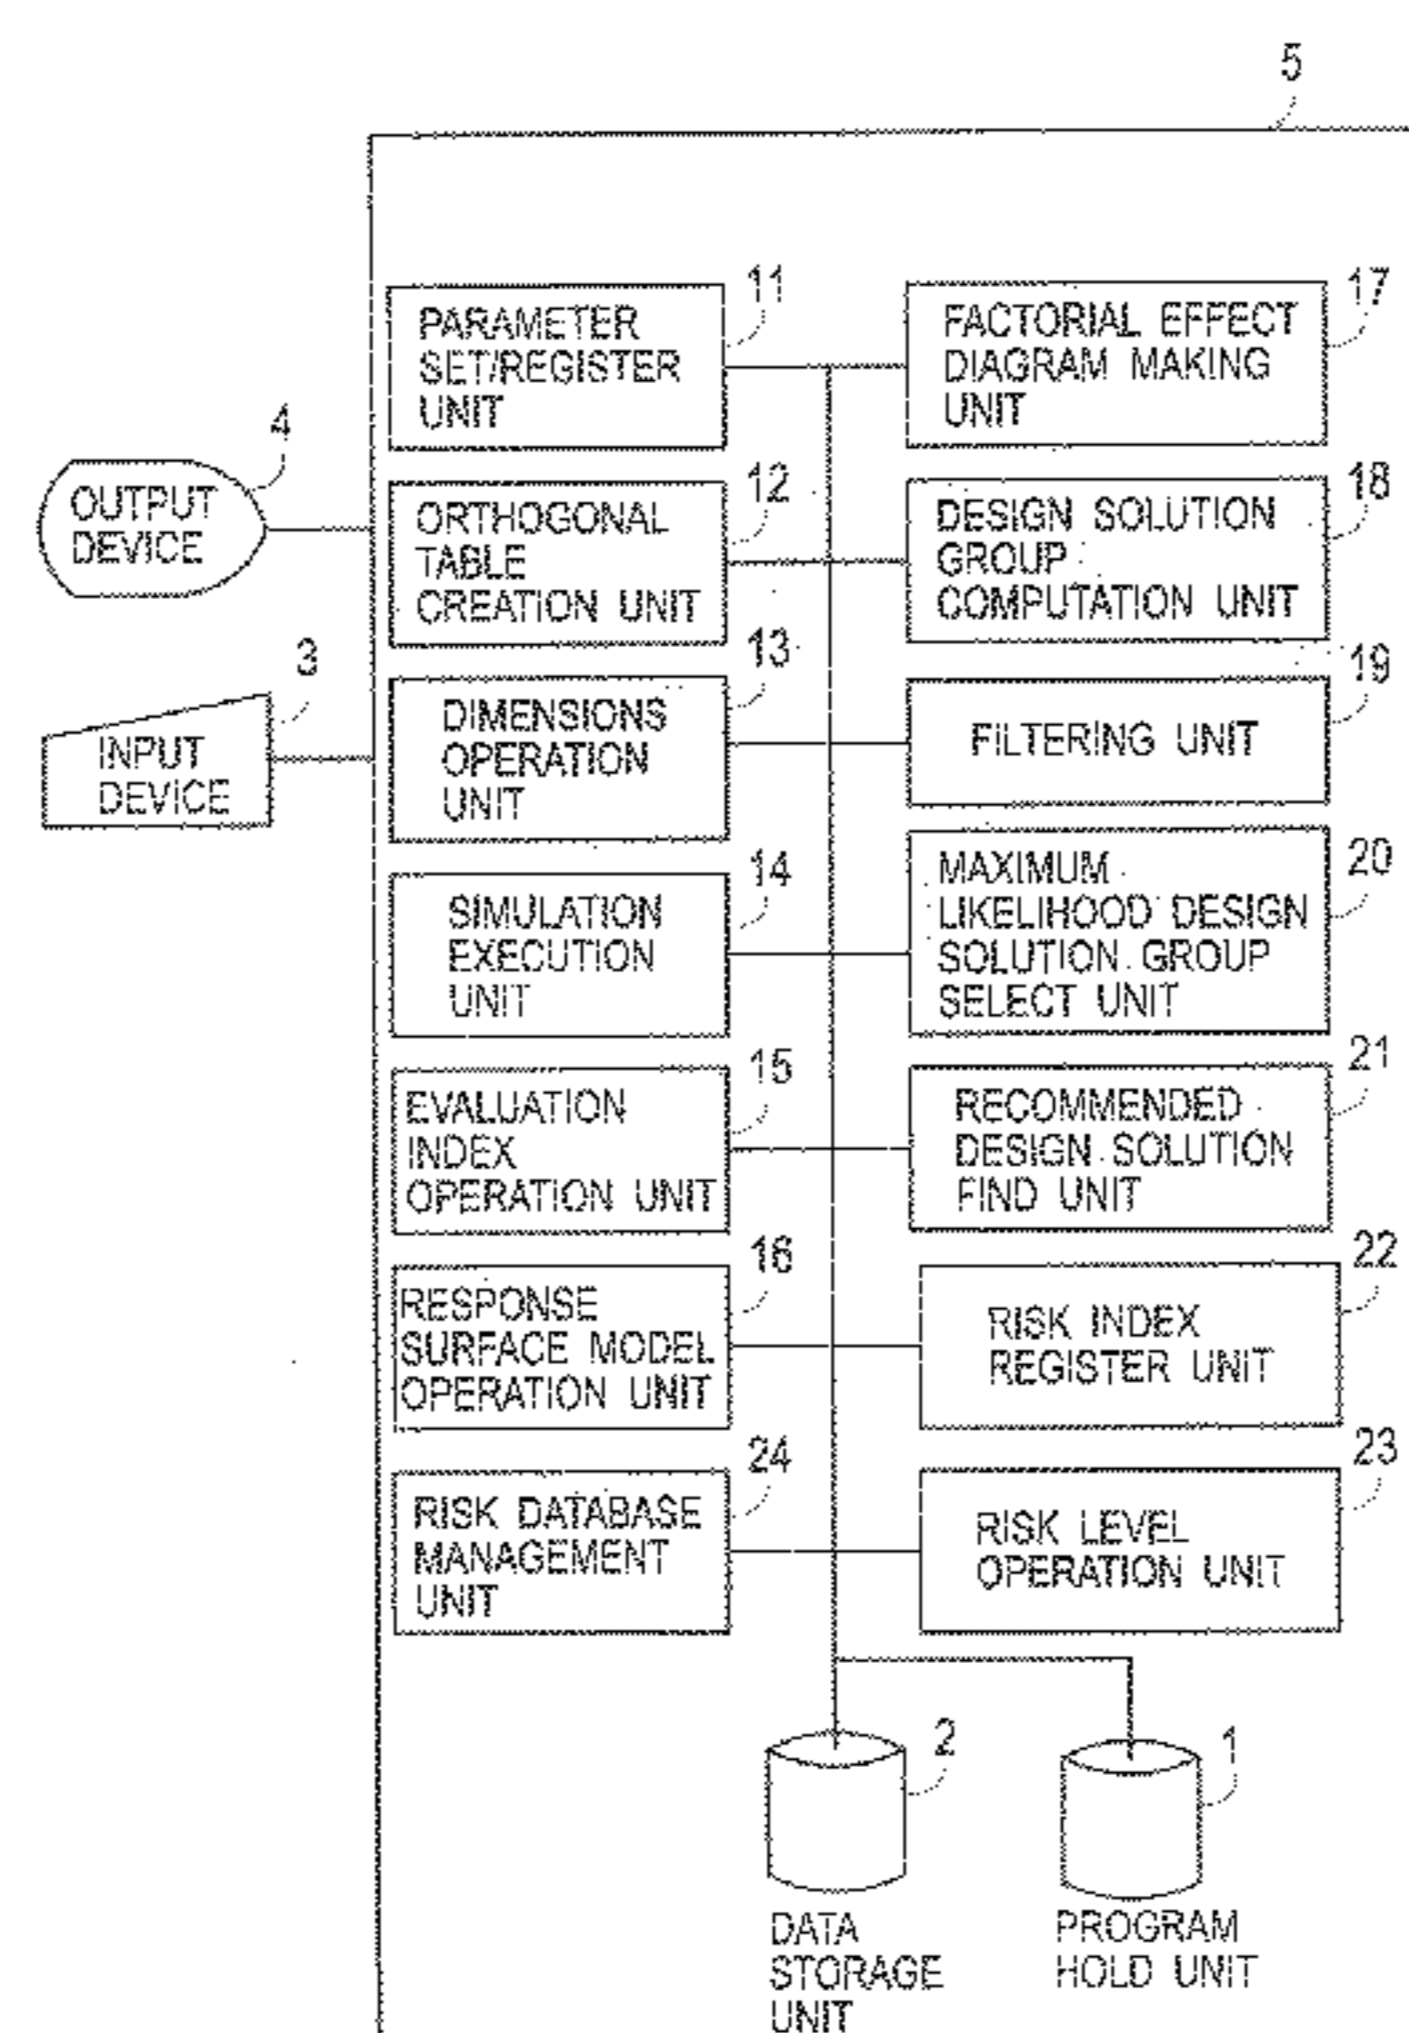 5
11
PARAMETER
SET/REGISTER
UNIT
17
FACTORIAL EFFECT
DIAGRAM MAKING
UNIT
4
OUTPUT
DEVICE
12
ORTHOGONAL
TABLE
CREATION UNIT
18
DESIGN SOLUTION
GROUP
COMPUTATION UNIT
3
INPUT
DEVICE
13
DIMENSIONS
OPERATION
UNIT
19
FILTERING UNIT
14
SIMULATION
EXECUTION
UNIT
20
MAXIMUM
LIKELIHOOD DESIGN
SOLUTION GROUP
SELECT UNIT
15
EVALUATION
INDEX
OPERATION UNIT
21
RECOMMENDED
DESIGN SOLUTION
FIND UNIT
16
RESPONSE
SURFACE MODEL
OPERATION UNIT
22
RISK INDEX
REGISTER UNIT
24
RISK DATABASE
MANAGEMENT
UNIT
23
RISK LEVEL
OPERATION UNIT
2
DATA
STORAGE
UNIT
1
PROGRAM
HOLD UNIT